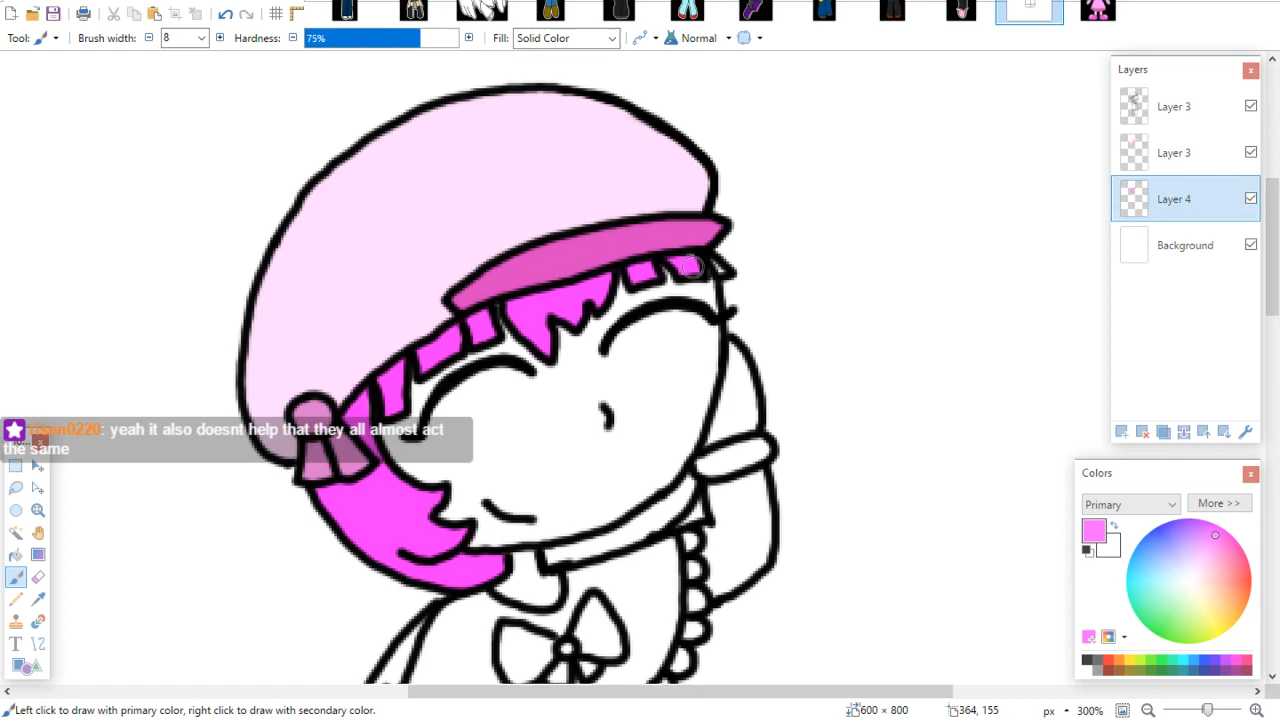 Tool:
Brush width:
8
Hardness:
75%
Fill:
Solid Color
Normal
Layers
Layer 3
Layer 3
Layer 4
Background
risen0220: yeah it also doesnt help that they all almost act
the same
Colors
Primary
More >>
Left click to draw with primary color, right click to draw with secondary color.
600 × 800
364, 155
px
300%